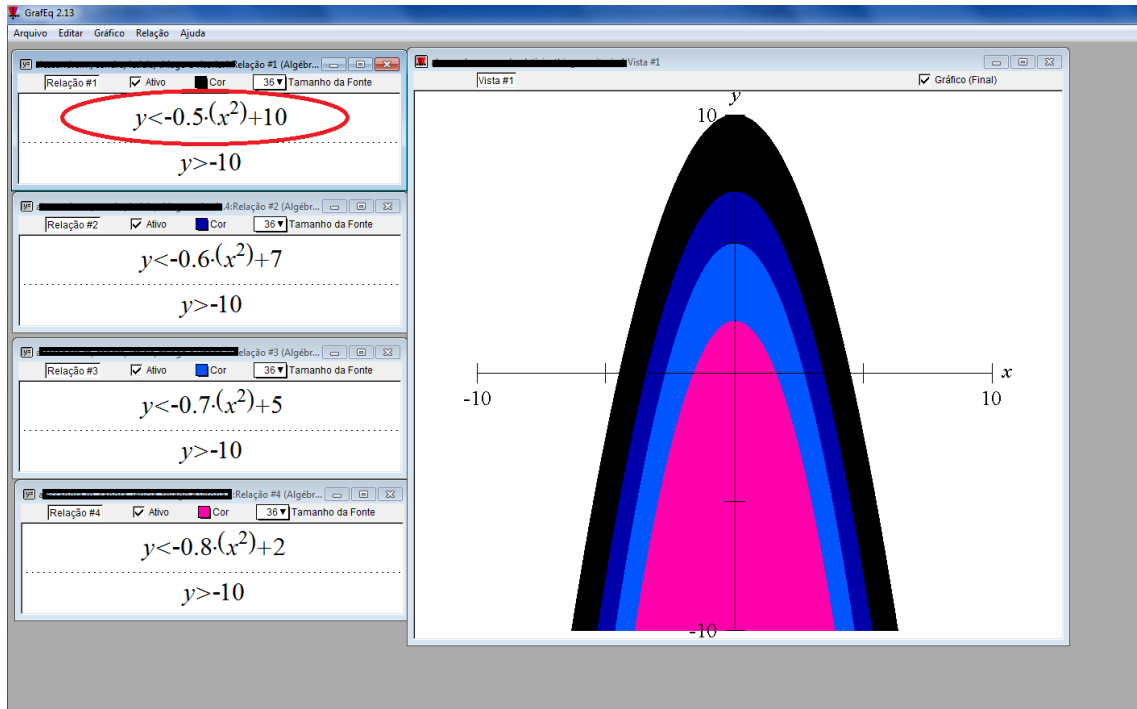 GrafEq 2.13
Arquivo Editar Gráfico Relação Ajuda
Relação #1 (Algébr...
Relação #1 Ativo Cor 36 Tamanho da Fonte
y<-0.5·(x²)+10
y>-10
4:Relação #2 (Algébr...
Relação #2 Ativo Cor 36 Tamanho da Fonte
y<-0.6·(x²)+7
y>-10
elação #3 (Algébr...
Relação #3 Ativo Cor 36 Tamanho da Fonte
y<-0.7·(x²)+5
y>-10
:Relação #4 (Algébr...
Relação #4 Ativo Cor 36 Tamanho da Fonte
y<-0.8·(x²)+2
y>-10
Vista #1
Vista #1 Gráfico (Final)
y
10
x
-10 10
-10